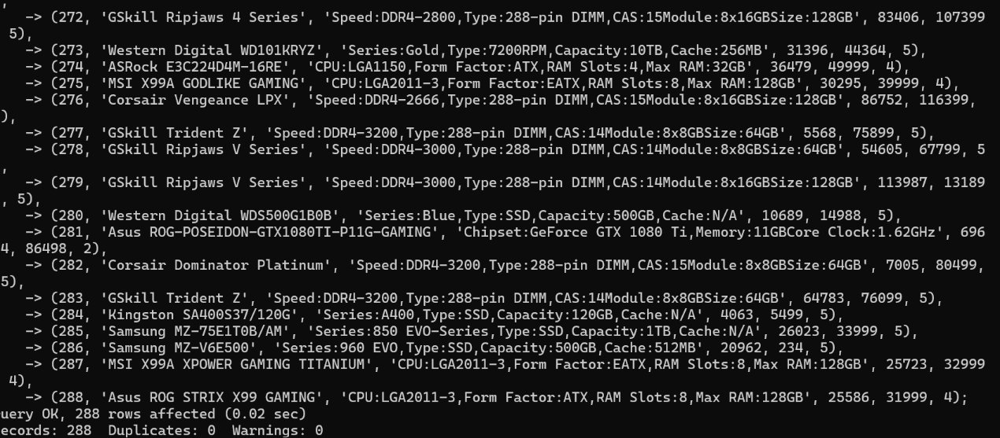 ,
-> (272, 'GSkill Ripjaws 4 Series', 'Speed:DDR4-2800,Type:288-pin DIMM,CAS:15Module:8x16GBSize:128GB', 83406, 107399
5),
-> (273, 'Western Digital WD101KRYZ', 'Series:Gold,Type:7200RPM,Capacity:10TB,Cache:256MB', 31396, 44364, 5),
-> (274, 'ASRock E3C224D4M-16RE', 'CPU:LGA1150,Form Factor:ATX,RAM Slots:4,Max RAM:32GB', 36479, 49999, 4),
-> (275, 'MSI X99A GODLIKE GAMING', 'CPU:LGA2011-3,Form Factor:EATX,RAM Slots:8,Max RAM:128GB', 30295, 39999, 4),
-> (276, 'Corsair Vengeance LPX', 'Speed:DDR4-2666,Type:288-pin DIMM,CAS:15Module:8x16GBSize:128GB', 86752, 116399,
),
-> (277, 'GSkill Trident Z', 'Speed:DDR4-3200,Type:288-pin DIMM,CAS:14Module:8x8GBSize:64GB', 5568, 75899, 5),
-> (278, 'GSkill Ripjaws V Series', 'Speed:DDR4-3000,Type:288-pin DIMM,CAS:14Module:8x8GBSize:64GB', 54605, 67799, 5
,
-> (279, 'GSkill Ripjaws V Series', 'Speed:DDR4-3000,Type:288-pin DIMM,CAS:14Module:8x16GBSize:128GB', 113987, 13189
, 5),
-> (280, 'Western Digital WDS500G1B0B', 'Series:Blue,Type:SSD,Capacity:500GB,Cache:N/A', 10689, 14988, 5),
-> (281, 'Asus ROG-POSEIDON-GTX1080TI-P11G-GAMING', 'Chipset:GeForce GTX 1080 Ti,Memory:11GBCore Clock:1.62GHz', 696
4, 86498, 2),
-> (282, 'Corsair Dominator Platinum', 'Speed:DDR4-3200,Type:288-pin DIMM,CAS:15Module:8x8GBSize:64GB', 7005, 80499,
5),
-> (283, 'GSkill Trident Z', 'Speed:DDR4-3200,Type:288-pin DIMM,CAS:14Module:8x8GBSize:64GB', 64783, 76099, 5),
-> (284, 'Kingston SA400S37/120G', 'Series:A400,Type:SSD,Capacity:120GB,Cache:N/A', 4063, 5499, 5),
-> (285, 'Samsung MZ-75E1T0B/AM', 'Series:850 EVO-Series,Type:SSD,Capacity:1TB,Cache:N/A', 26023, 33999, 5),
-> (286, 'Samsung MZ-V6E500', 'Series:960 EVO,Type:SSD,Capacity:500GB,Cache:512MB', 20962, 234, 5),
-> (287, 'MSI X99A XPOWER GAMING TITANIUM', 'CPU:LGA2011-3,Form Factor:EATX,RAM Slots:8,Max RAM:128GB', 25723, 32999
4),
-> (288, 'Asus ROG STRIX X99 GAMING', 'CPU:LGA2011-3,Form Factor:ATX,RAM Slots:8,Max RAM:128GB', 25586, 31999, 4);
uery OK, 288 rows affected (0.02 sec)
ecords: 288  Duplicates: 0  Warnings: 0